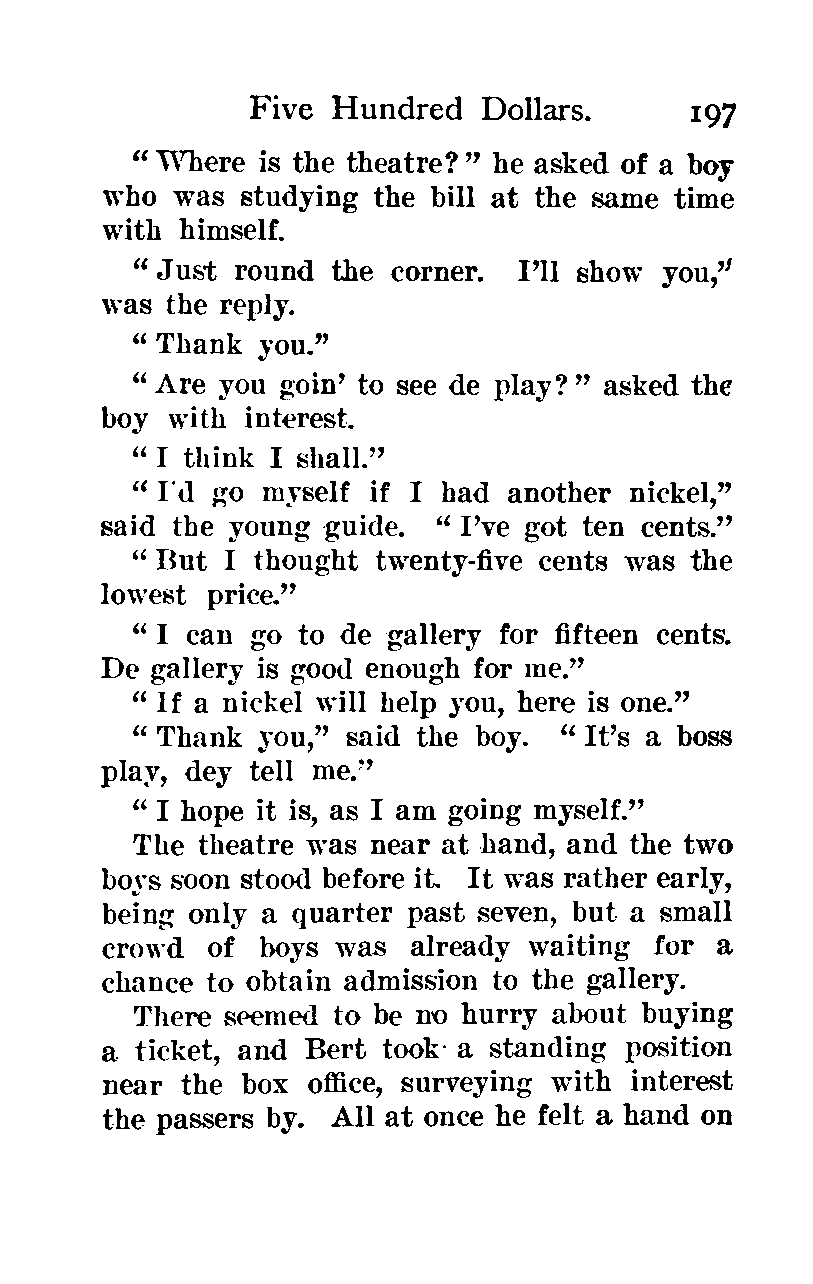 Five Hundred Dollars. 197
“Where is the theatre?” he asked of a boy
who was studying the bill at the same time
with himself.
“Just round the corner. I’ll show you,”
was the reply.
“Thank you.”
“Are you goin’ to see de play?” asked the
boy with interest.
“I think I shall.”
“I’d go myself if I had another nickel,”
said the young guide. “I’ve got ten cents.”
“But I thought twenty-five cents was the
lowest price.”
“I can go to de gallery for fifteen cents.
De gallery is good enough for me.”
“If a nickel will help you, here is one.”
“Thank you,” said the boy. “It’s a boss
play, dey tell me.”
“I hope it is, as I am going myself.”
The theatre was near at hand, and the two
boys soon stood before it. It was rather early,
being only a quarter past seven, but a small
crowd of boys was already waiting for a
chance to obtain admission to the gallery.
There seemed to be no hurry about buying
a ticket, and Bert took a standing position
near the box office, surveying with interest
the passers by. All at once he felt a hand on